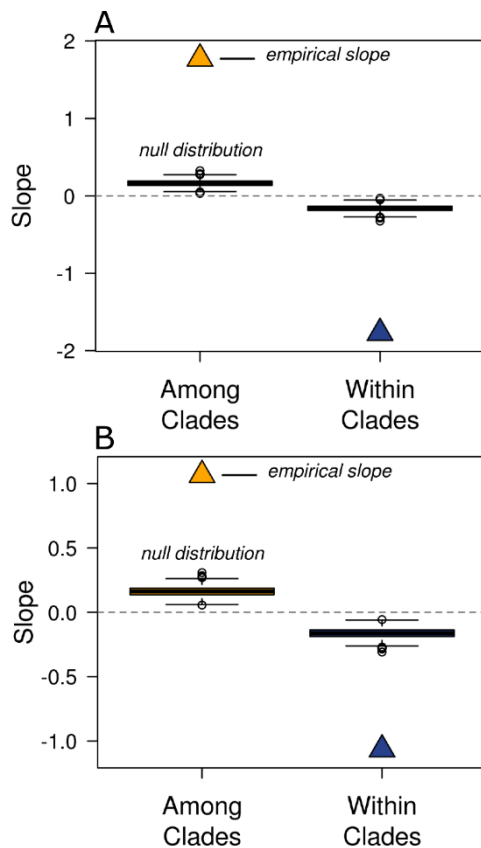 A
2
empirical slope
1
null distribution
0
Slope
-1
-2
Among Within
Clades Clades
B
1.0
empirical slope
0.5
null distribution
0.0
Slope
-0.5
-1.0
Among Within
Clades Clades